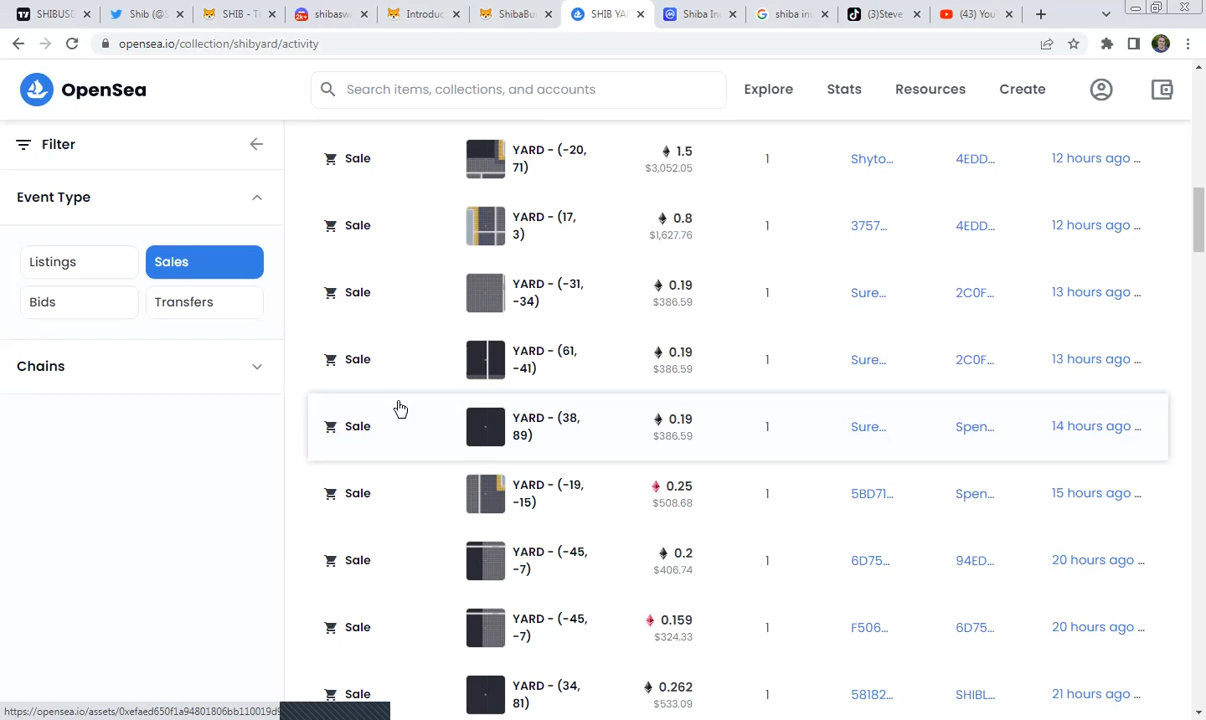 SHIBUSD
Shib (@S
SHIB - Tr
shibasw
Introduc
ShibaBu
SHIB YA
Shiba In
shiba in
(3)Steve
(43) You
opensea.io/collection/shibyard/activity
OpenSea
Search items, collections, and accounts
Explore
Stats
Resources
Create
Filter
Event Type
Listings
Sales
Bids
Transfers
Chains
Sale
YARD - (-20,
71)
1.5
$3,052.05
1
Shyto...
4EDD...
12 hours ago ...
Sale
YARD - (17,
3)
0.8
$1,627.76
1
3757...
4EDD...
12 hours ago ...
Sale
YARD - (-31,
-34)
0.19
$386.59
1
Sure...
2C0F...
13 hours ago ...
Sale
YARD - (61,
-41)
0.19
$386.59
1
Sure...
2C0F...
13 hours ago ...
Sale
YARD - (38,
89)
0.19
$386.59
1
Sure...
Spen...
14 hours ago ...
Sale
YARD - (-19,
-15)
0.25
$508.68
1
5BD71...
Spen...
15 hours ago ...
Sale
YARD - (-45,
-7)
0.2
$406.74
1
6D75...
94ED...
20 hours ago ...
Sale
YARD - (-45,
-7)
0.159
$324.33
1
F506...
6D75...
20 hours ago ...
Sale
YARD - (34,
81)
0.262
$533.09
1
58182...
SHIBL...
21 hours ago ...
https://opensea.io/assets/0xefaed650f1a94801806bb110019d9